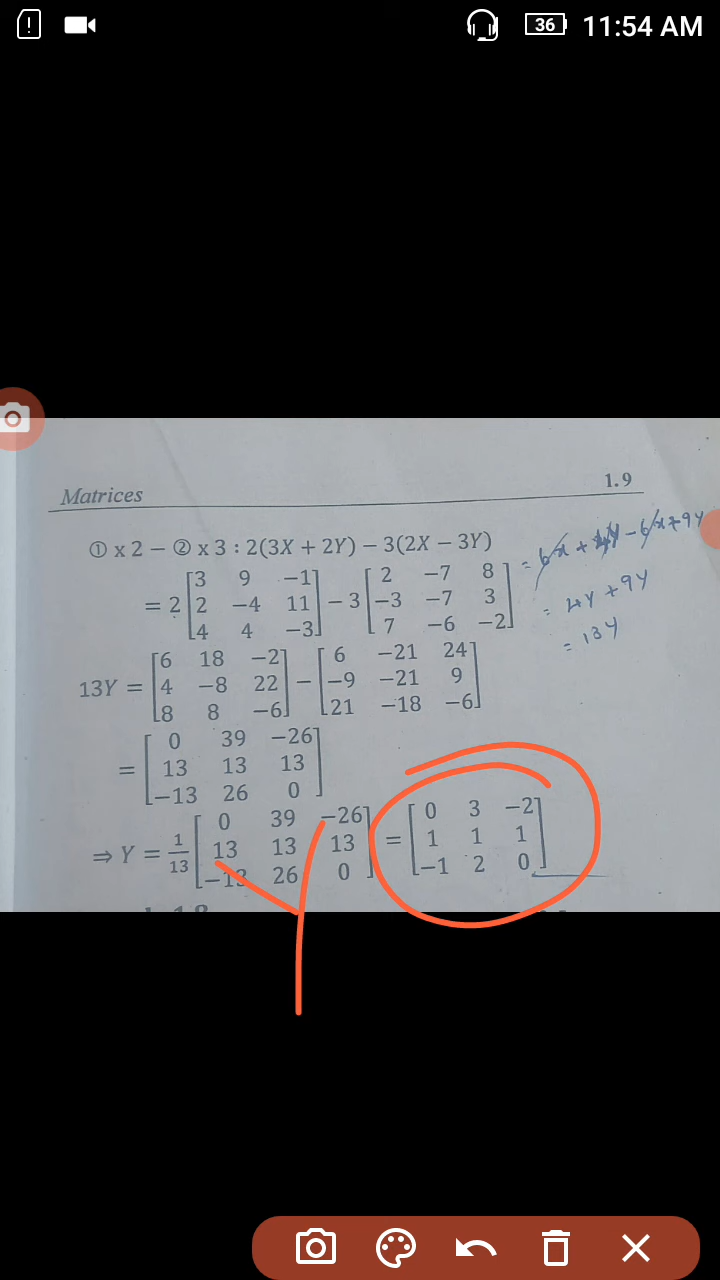 36 11:54 AM
Matrices 1.9
① x 2 − ② x 3 : 2(3X + 2Y) − 3(2X − 3Y) = 6x + 4y − 6x + 9y
= 2 [3 9 −1; 2 −4 11; 4 4 −3] − 3 [2 −7 8; −3 −7 3; 7 −6 −2] = 4y + 9y
= 13y
13Y = [6 18 −2; 4 −8 22; 8 8 −6] − [6 −21 24; −9 −21 9; 21 −18 −6]
= [0 39 −26; 13 13 13; −13 26 0]
⇒ Y = 1/13 [0 39 −26; 13 13 13; −13 26 0] = [0 3 −2; 1 1 1; −1 2 0]
Y